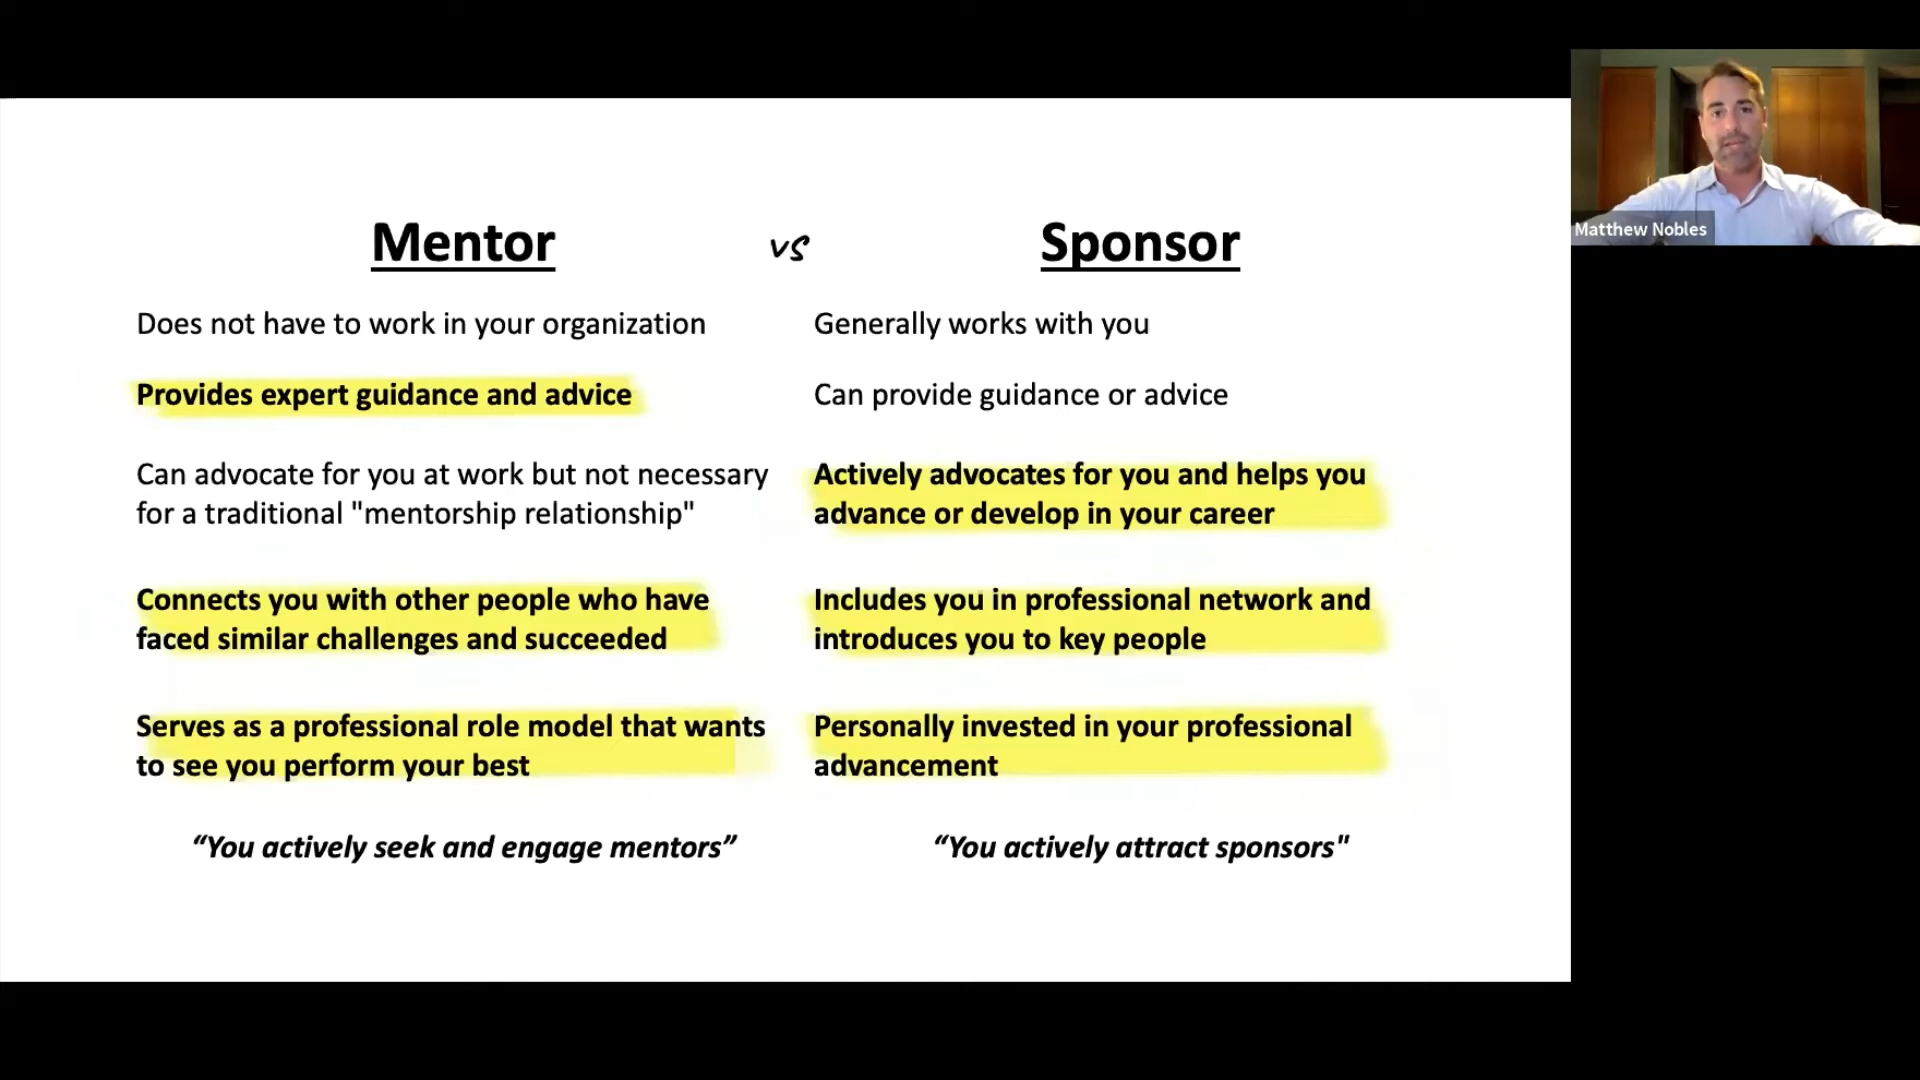 Mentor vs Sponsor
Does not have to work in your organization
Generally works with you
Provides expert guidance and advice
Can provide guidance or advice
Can advocate for you at work but not necessary
for a traditional "mentorship relationship"
Actively advocates for you and helps you
advance or develop in your career
Connects you with other people who have
faced similar challenges and succeeded
Includes you in professional network and
introduces you to key people
Serves as a professional role model that wants
to see you perform your best
Personally invested in your professional
advancement
“You actively seek and engage mentors”
“You actively attract sponsors"
Matthew Nobles